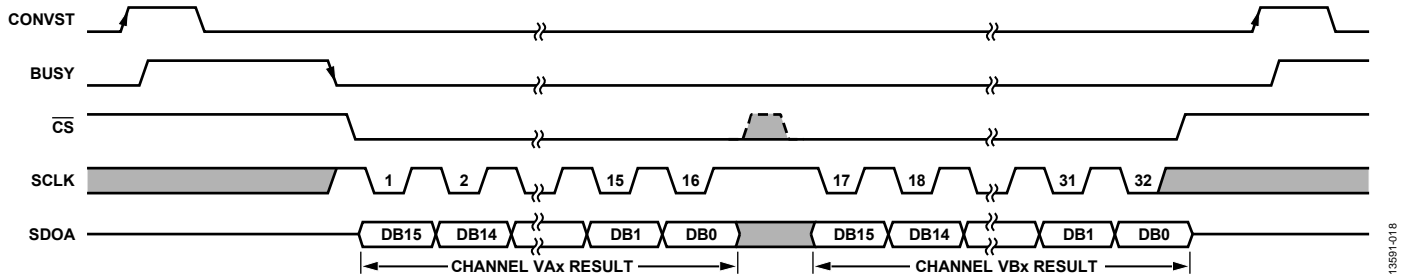 CONVST
BUSY
CS
SCLK 1 2 15 16 17 18 31 32
SDOA DB15 DB14 DB1 DB0 DB15 DB14 DB1 DB0
CHANNEL VAx RESULT CHANNEL VBx RESULT
13591-018